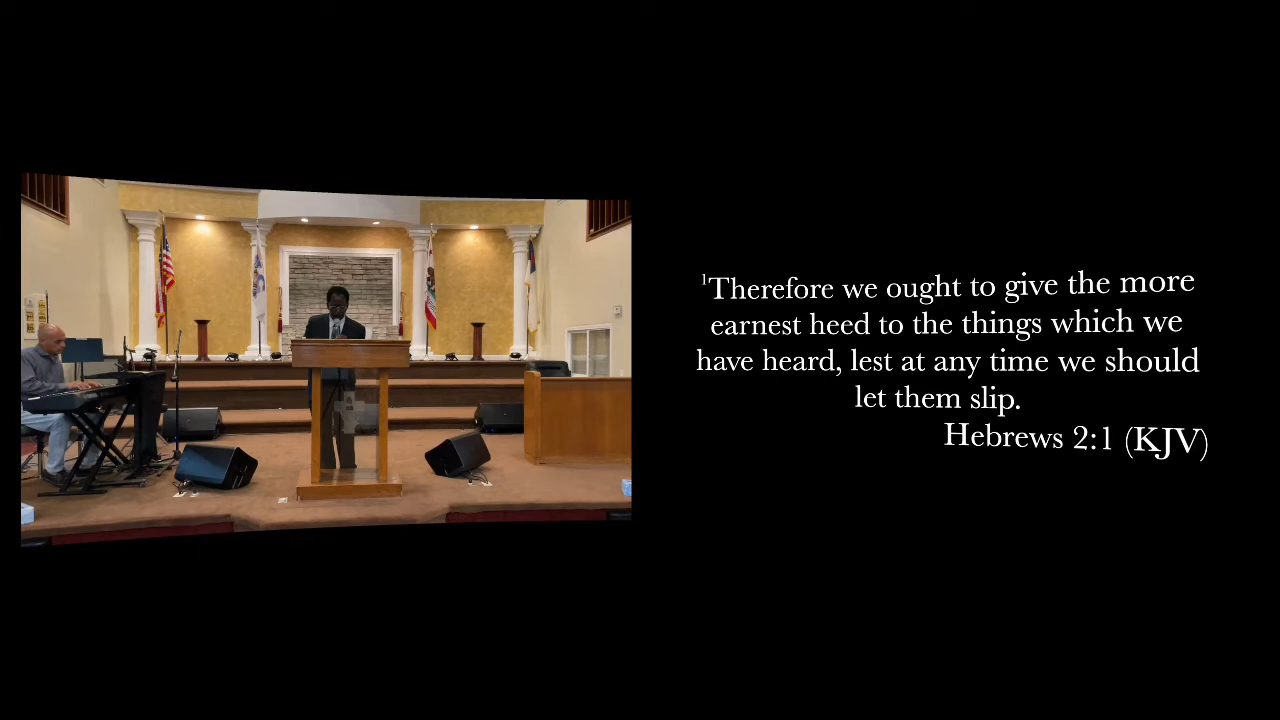 ¹Therefore we ought to give the more
earnest heed to the things which we
have heard, lest at any time we should
let them slip.
Hebrews 2:1 (KJV)